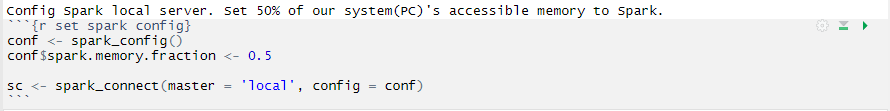 Config Spark local server. Set 50% of our system(PC)'s accessible memory to Spark.
```{r set spark config}
conf <- spark_config()
conf$spark.memory.fraction <- 0.5

sc <- spark_connect(master = 'local', config = conf)
```